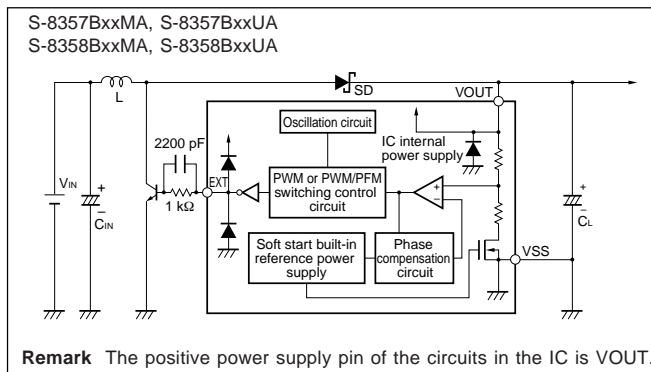 S-8357BxxMA, S-8357BxxUA
S-8358BxxMA, S-8358BxxUA
L
SD
VOUT
Oscillation circuit
IC internal
power supply
2200 pF
VIN
+
−
CIN
1 kΩ
EXT
PWM or PWM/PFM
switching control
circuit
+
−
+
−
CL
Soft start built-in
reference power
supply
Phase
compensation
circuit
VSS
Remark The positive power supply pin of the circuits in the IC is VOUT.